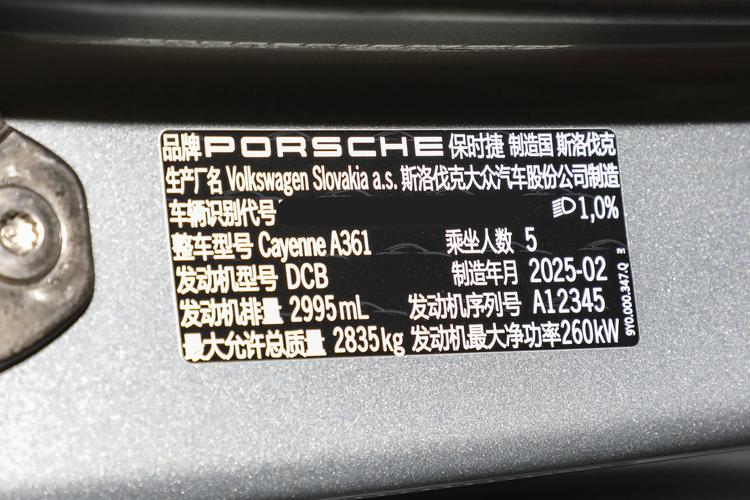 品牌 PORSCHE 保时捷 制造国 斯洛伐克
生产厂名 Volkswagen Slovakia a.s. 斯洛伐克大众汽车股份公司制造
车辆识别代号 1,0%
整车型号 Cayenne A361 乘坐人数 5
发动机型号 DCB 制造年月 2025-02
发动机排量 2995mL 发动机序列号 A12345
最大允许总质量 2835kg 发动机最大净功率260kW
9Y0.000.347.Q